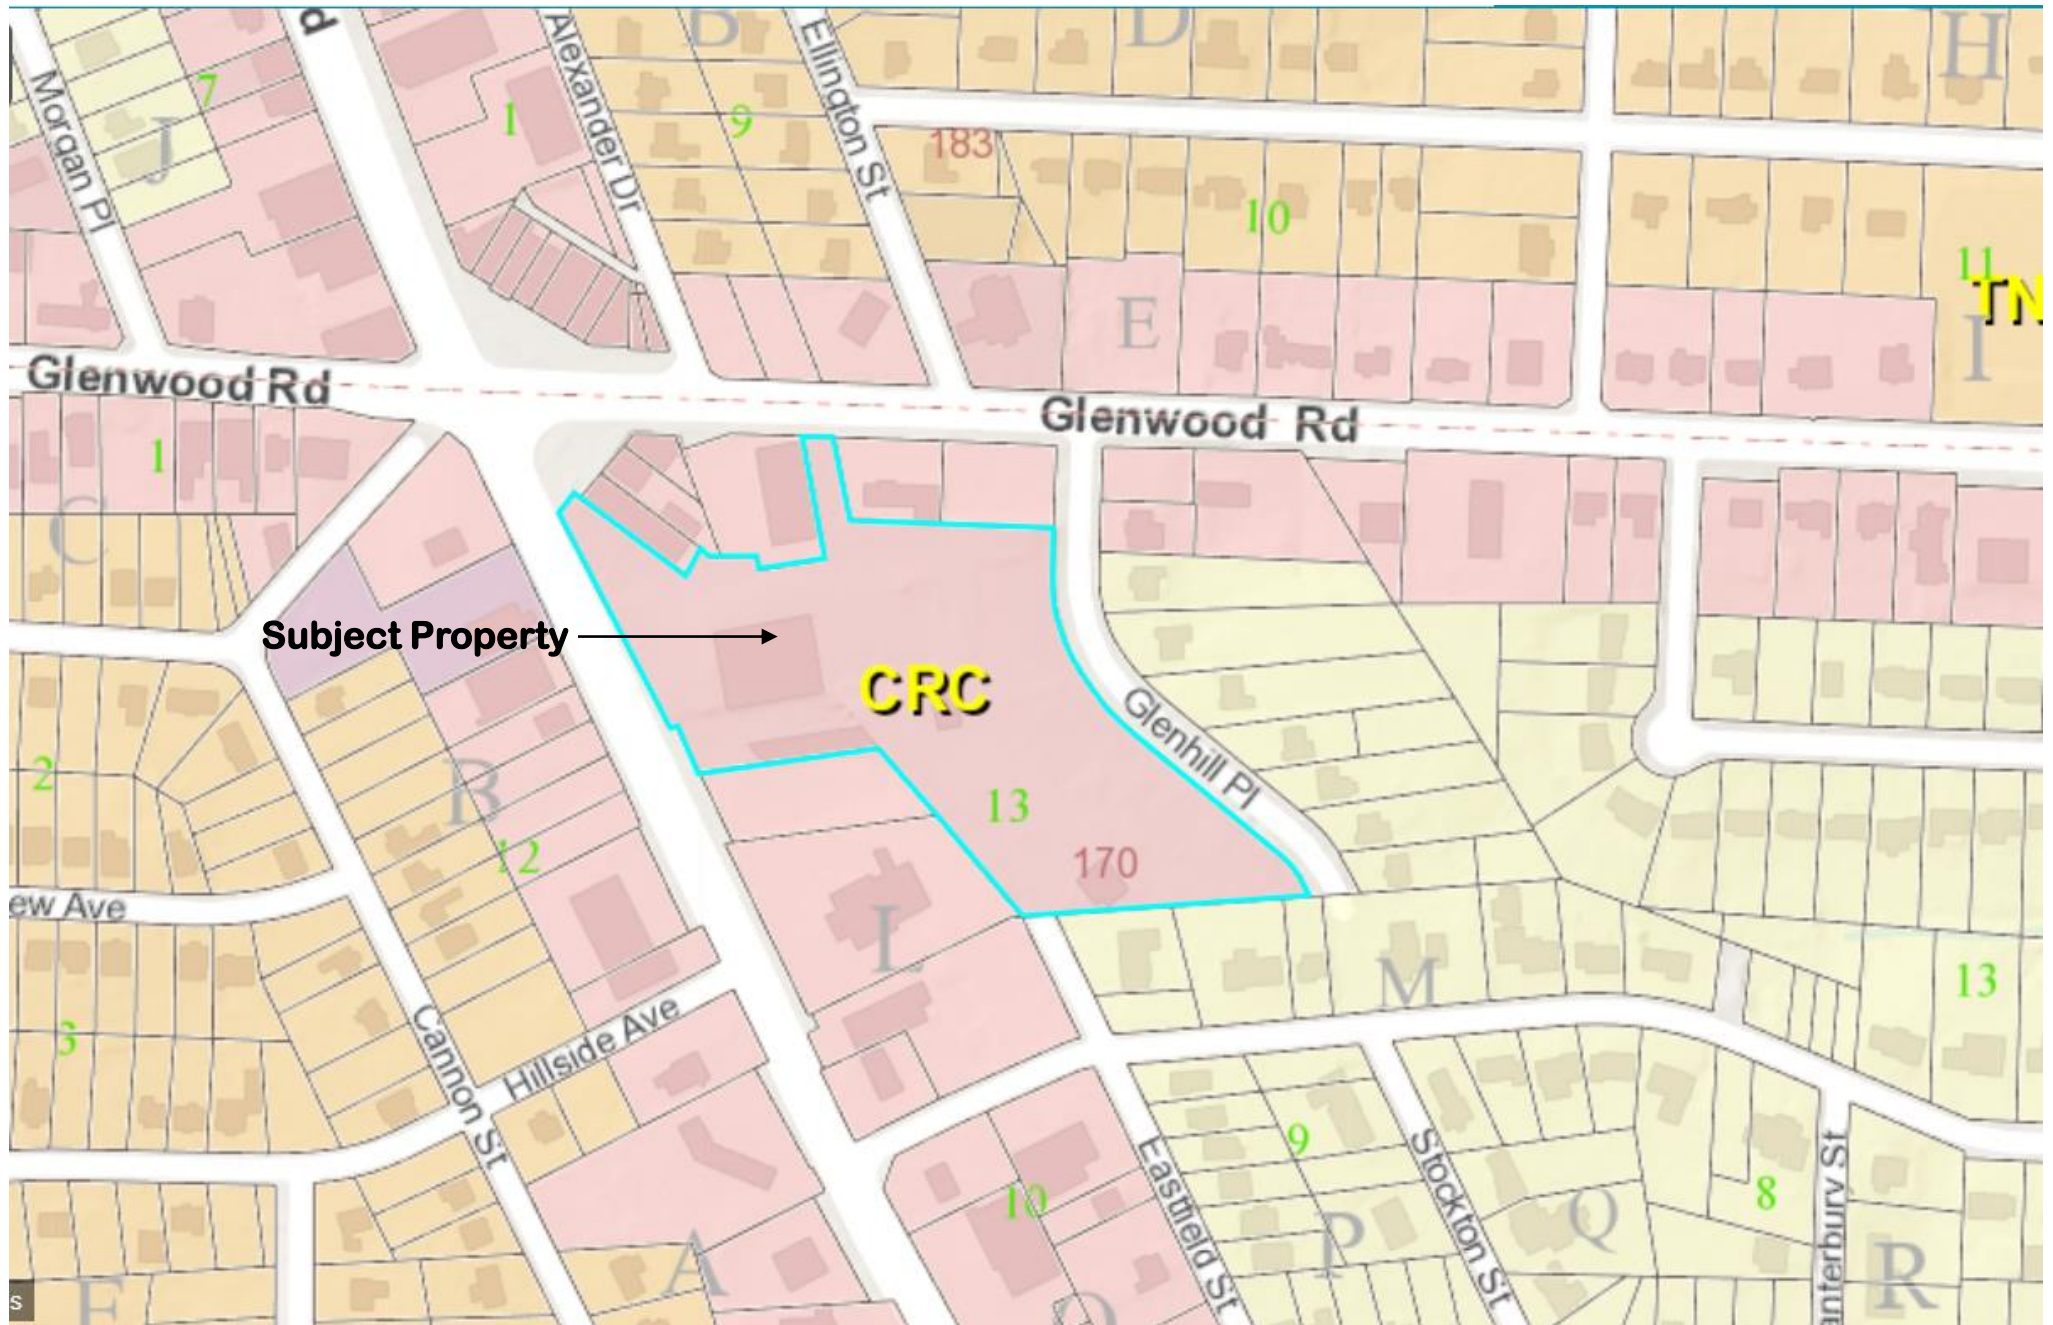 d
B
D
H
Morgan Pl
7
J
1
Alexander Dr
9
Ellington St
183
10
11
TN
E
I
Glenwood Rd
Glenwood Rd
1
C
Subject Property
CRC
Glenhill Pl
2
B
12
13
170
ew Ave
L
M
13
3
Cannon St
Hillside Ave
9
Eastfield St
Stockton St
8
anterbury St
10
P
Q
R
A
F
s